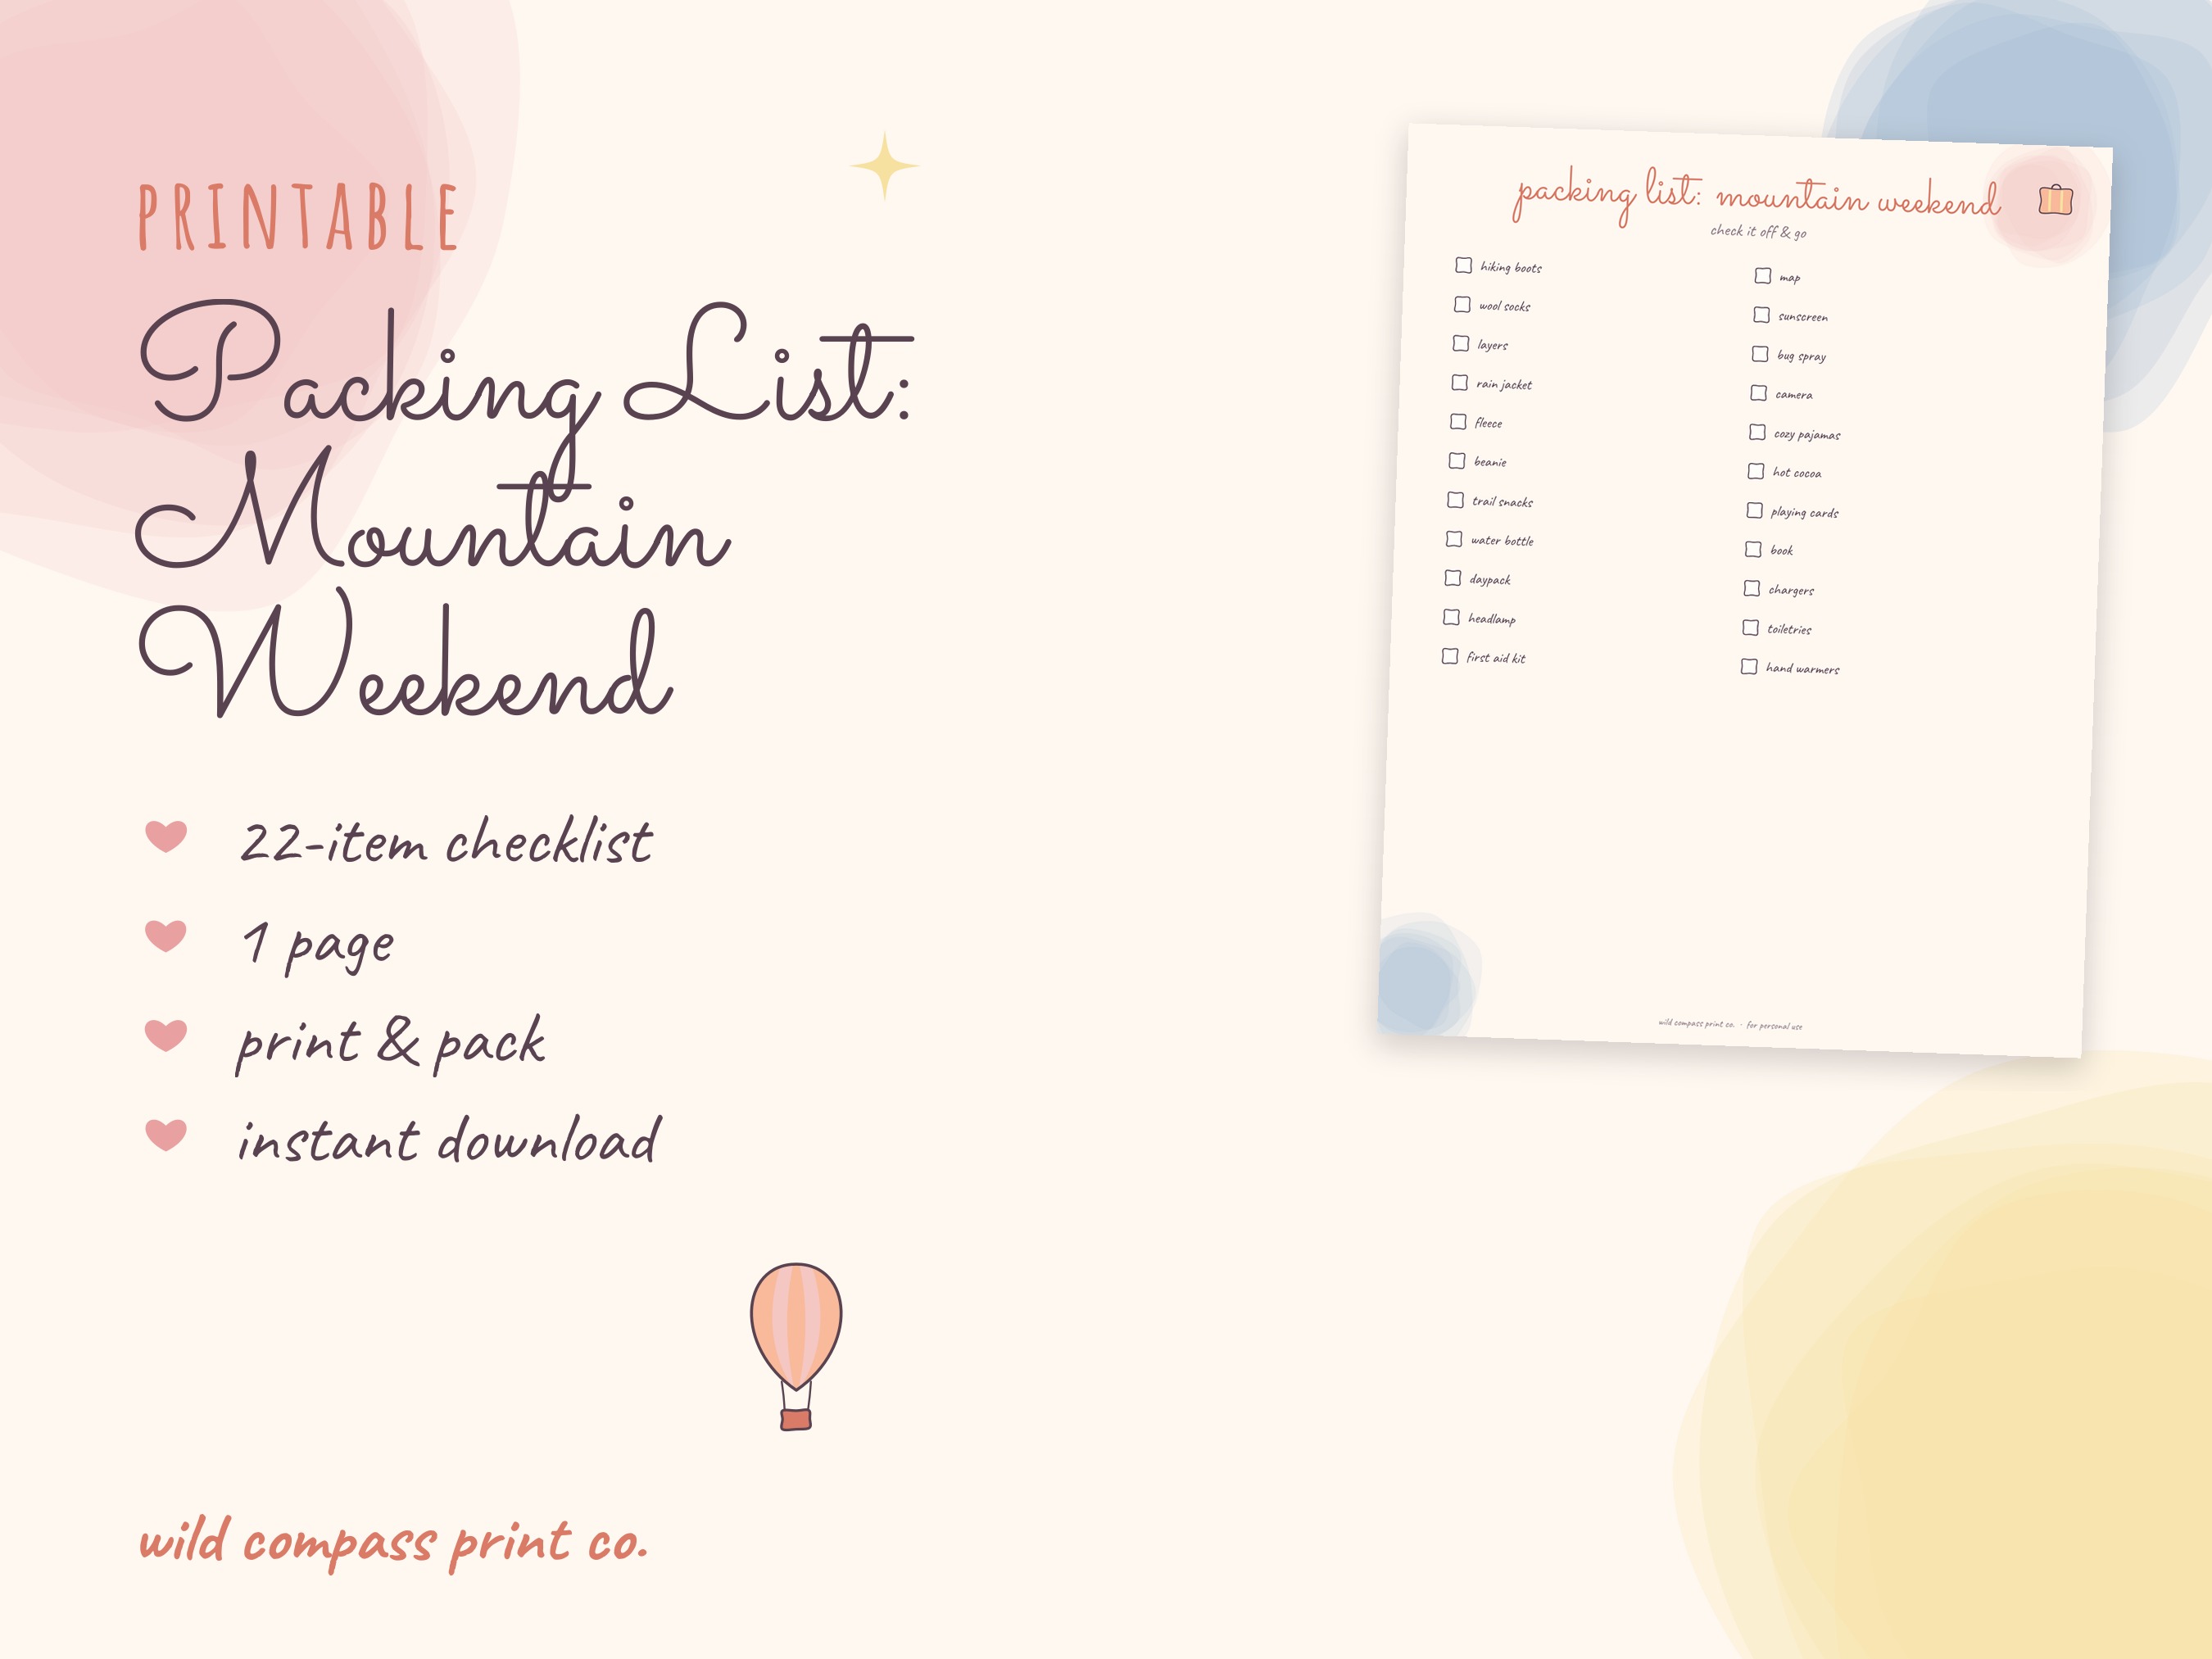 PRINTABLE
Packing List:
Mountain
Weekend
22-item checklist
1 page
print & pack
instant download
wild compass print co.
packing list: mountain weekend
check it off & go
hiking boots
wool socks
layers
rain jacket
fleece
beanie
trail snacks
water bottle
daypack
headlamp
first aid kit
map
sunscreen
bug spray
camera
cozy pajamas
hot cocoa
playing cards
book
chargers
toiletries
hand warmers
wild compass print co. · for personal use